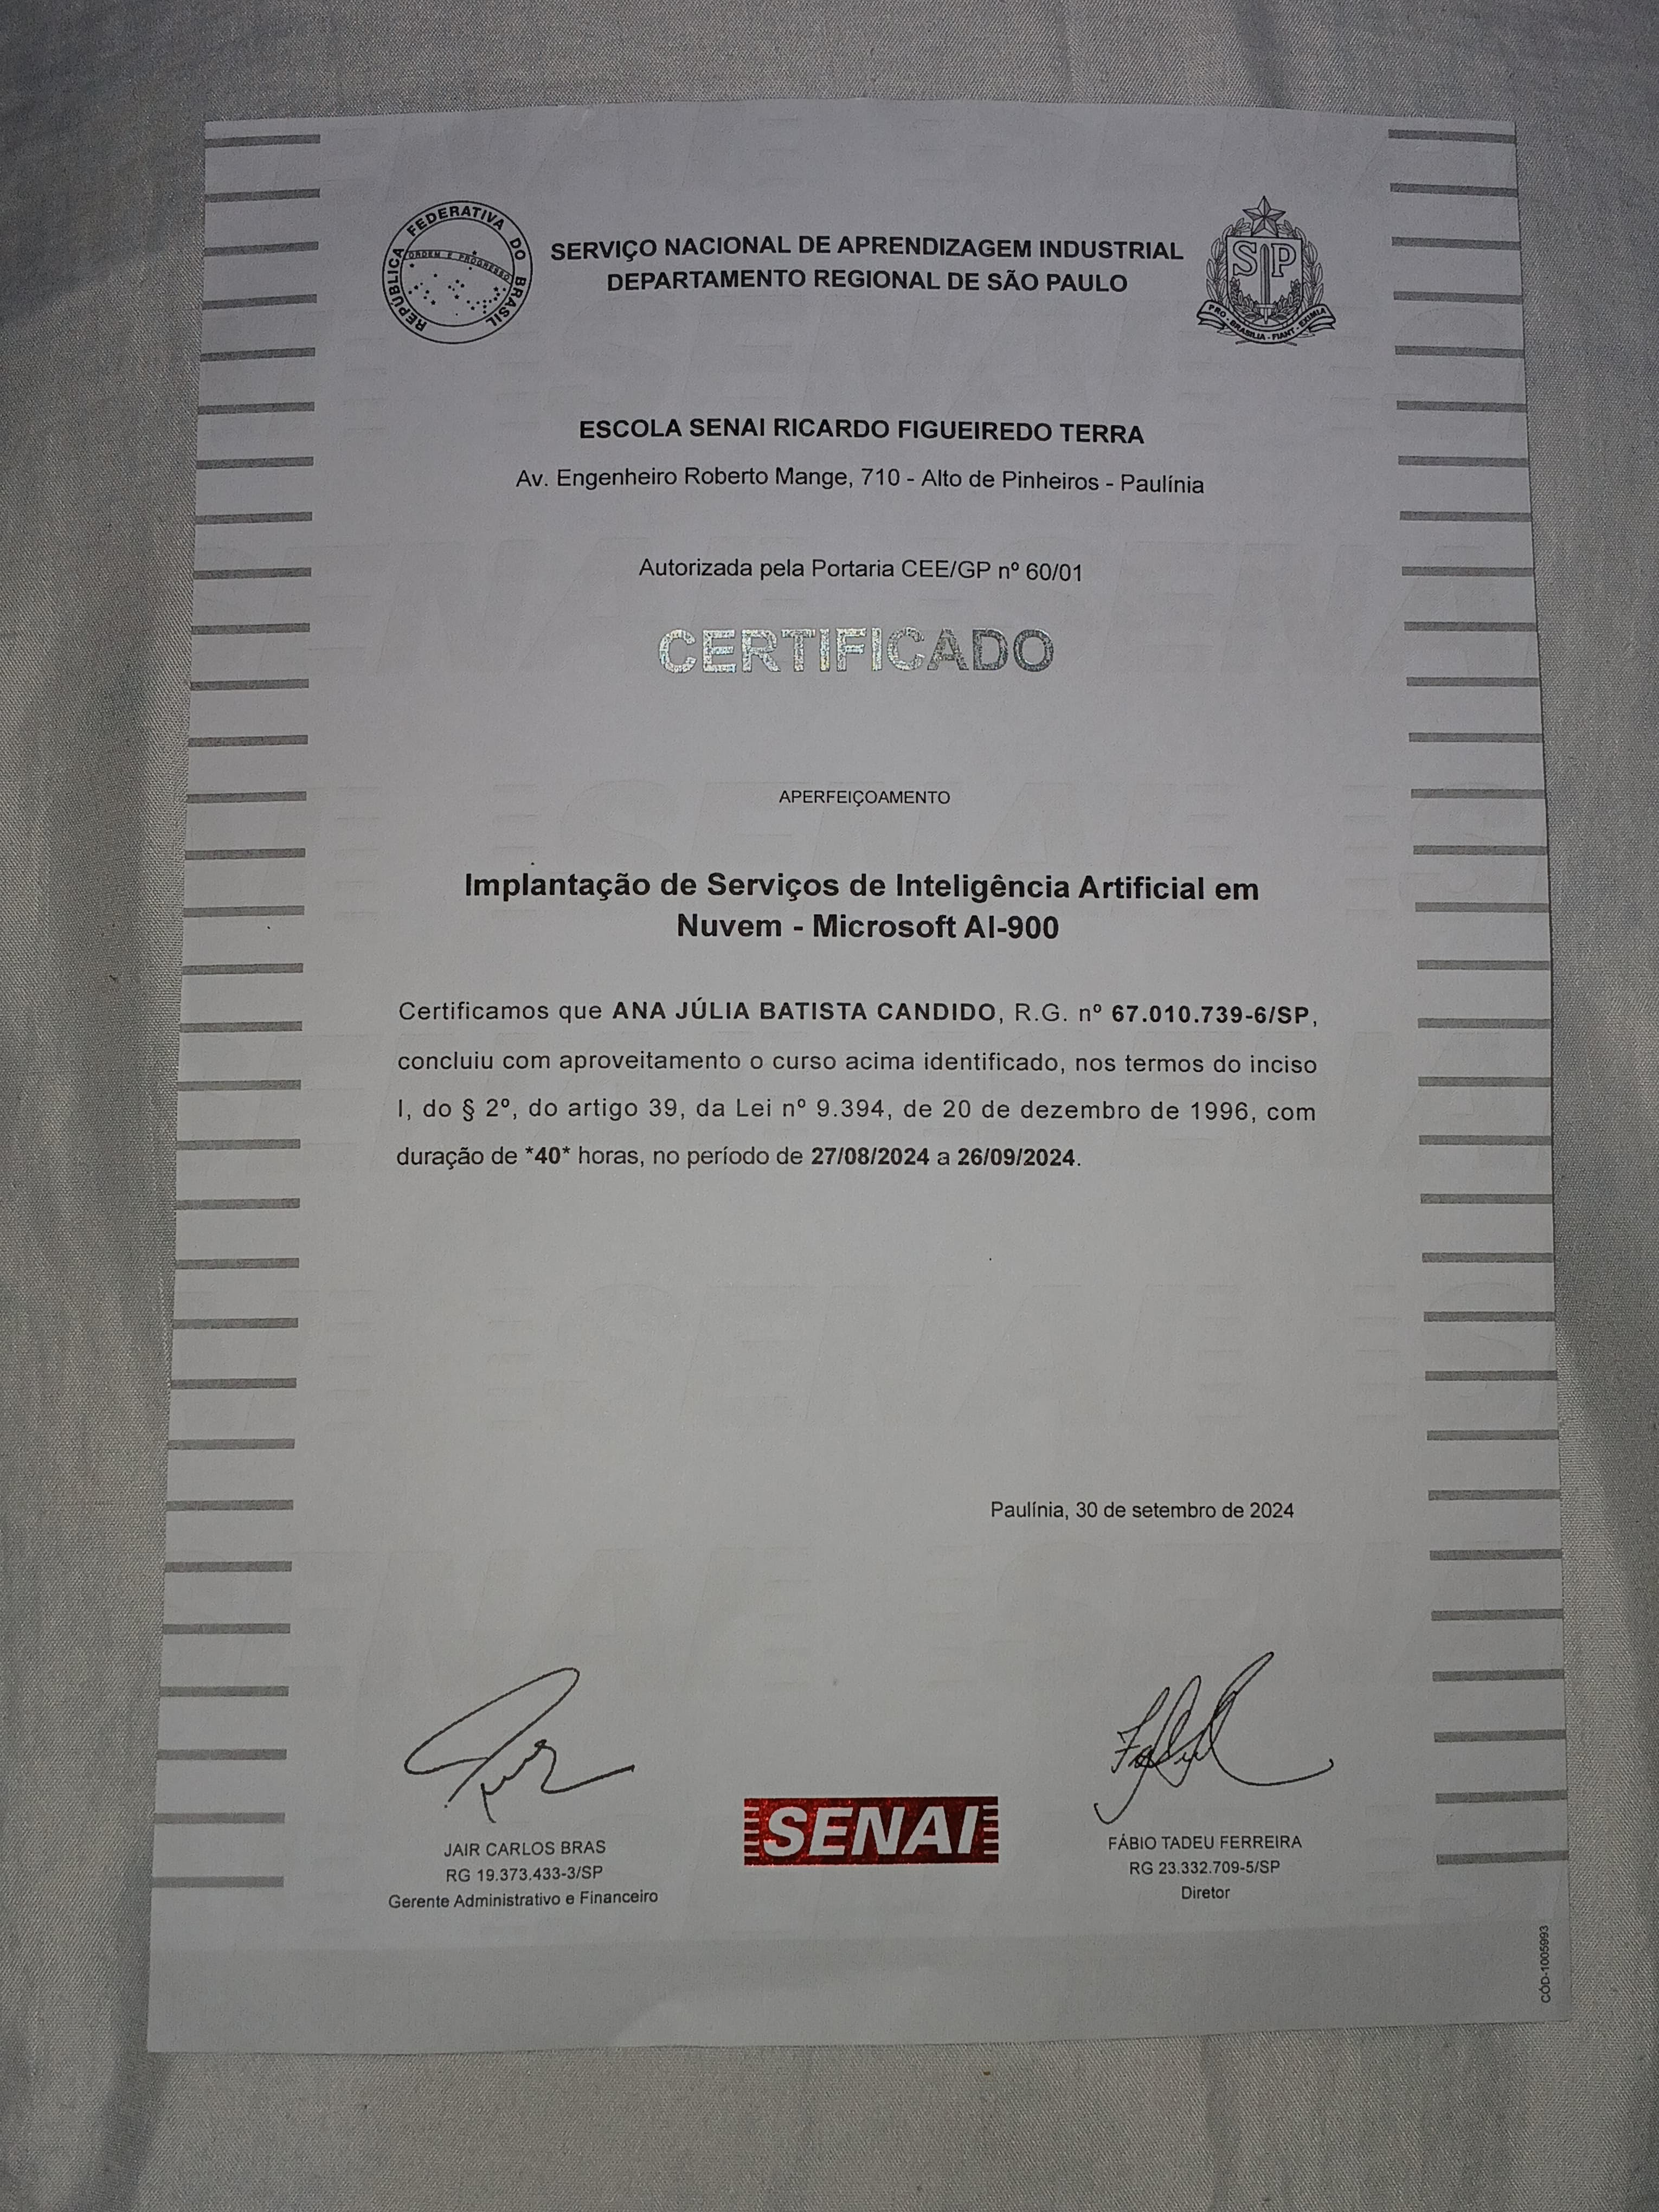 REPÚBLICA FEDERATIVA DO BRASIL
ORDEM E PROGRESSO
SERVIÇO NACIONAL DE APRENDIZAGEM INDUSTRIAL
DEPARTAMENTO REGIONAL DE SÃO PAULO
SP
PRO - BRASILIA - FIANT - EXIMIA
ESCOLA SENAI RICARDO FIGUEIREDO TERRA
Av. Engenheiro Roberto Mange, 710 - Alto de Pinheiros - Paulínia
Autorizada pela Portaria CEE/GP nº 60/01
CERTIFICADO
APERFEIÇOAMENTO
Implantação de Serviços de Inteligência Artificial em
Nuvem - Microsoft AI-900
Certificamos que ANA JÚLIA BATISTA CANDIDO, R.G. nº 67.010.739-6/SP,
concluiu com aproveitamento o curso acima identificado, nos termos do inciso
I, do § 2º, do artigo 39, da Lei nº 9.394, de 20 de dezembro de 1996, com
duração de *40* horas, no período de 27/08/2024 a 26/09/2024.
Paulínia, 30 de setembro de 2024
JAIR CARLOS BRAS
RG 19.373.433-3/SP
Gerente Administrativo e Financeiro
SENAI
FÁBIO TADEU FERREIRA
RG 23.332.709-5/SP
Diretor
CÓD-1005993